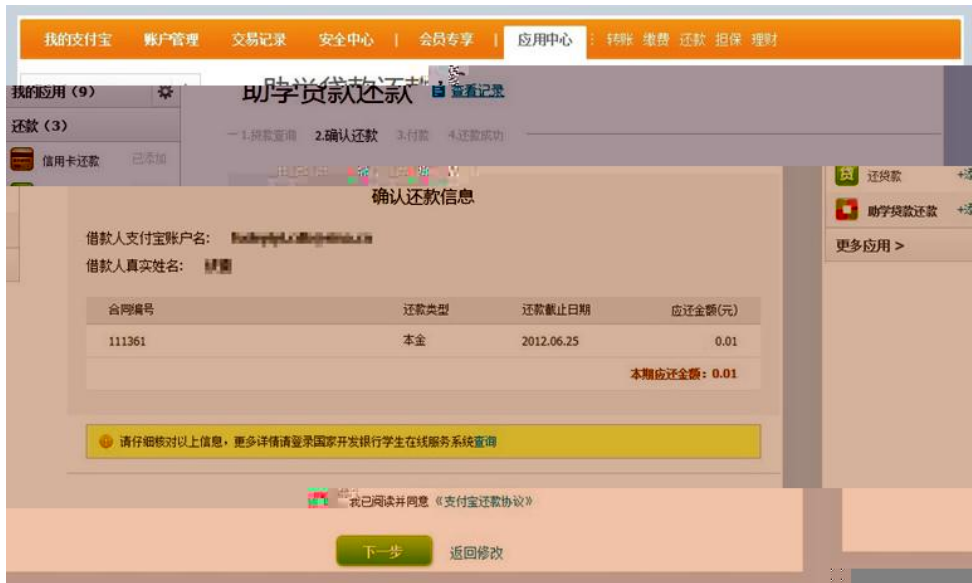 我的支付宝 账户管理 交易记录 安全中心 | 会员专享 | 应用中心 转账 缴费 还款 担保 理财
我的应用（9）
助学贷款还款 查看记录
还款（3）
1.贷款查询 2.确认还款 3.付款 4.还款成功
信用卡还款 已添加
还贷款
确认还款信息
助学贷款还款
借款人支付宝账户名：
更多应用 >
借款人真实姓名：
合同编号 还款类型 还款截止日期 应还金额(元)
111361 本金 2012.06.25 0.01
本期应还金额：0.01
请仔细核对以上信息，更多详情请登录国家开发银行学生在线服务系统查询
我已阅读并同意《支付宝还款协议》
下一步 返回修改